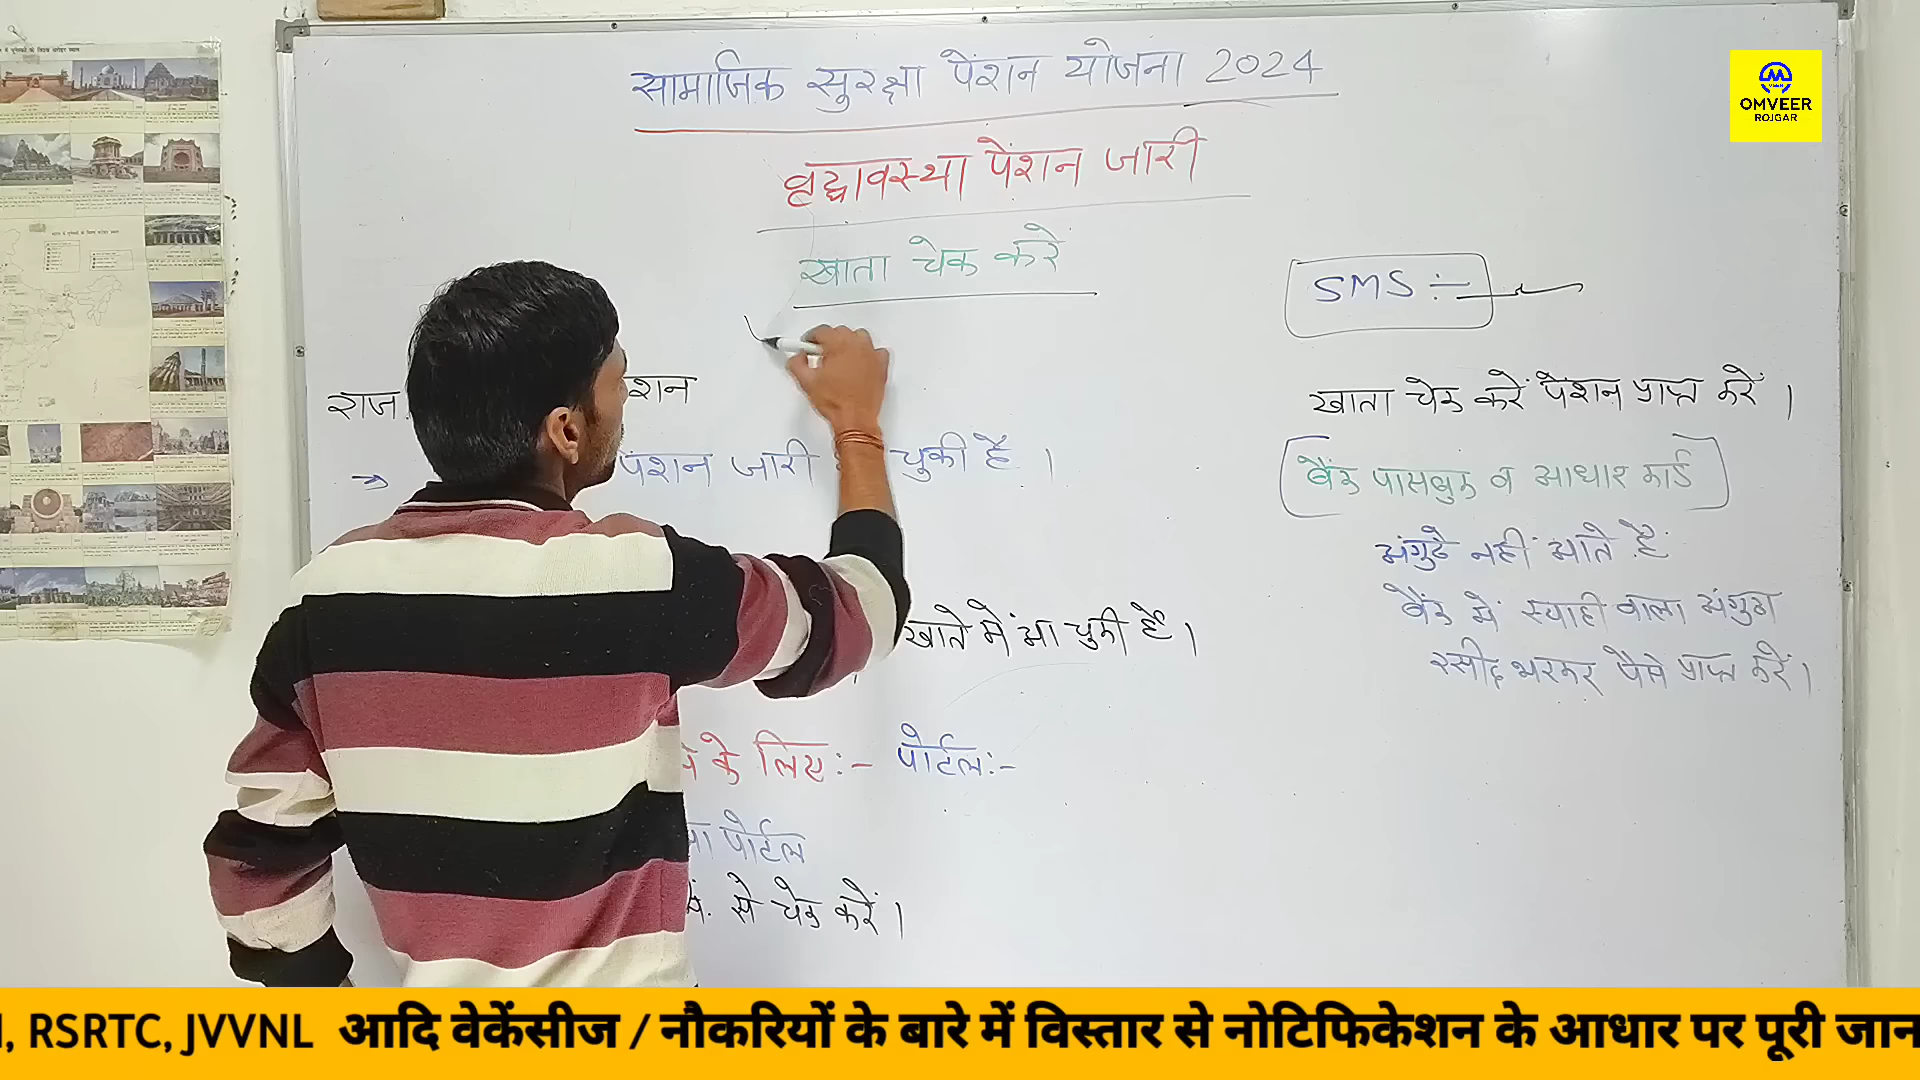 सामाजिक सुरक्षा पेंशन योजना 2024
वृद्धावस्था पेंशन जारी
खाता चेक करे
OMVEER
ROJGAR
SMS :-
राज. शन
→ पेंशन जारी चुकी है ।
खाते में आ चुकी है ।
के लिए :- पोर्टल :-
पोर्टल
से चेक करें ।
खाता चेक करें पेंशन प्राप्त करें ।
बैंक पासबुक व आधार कार्ड
अंगुठे नहीं आते है
बैंक में स्याही वाला अंगुठा
रसीद भरकर पैसे प्राप्त करें ।
, RSRTC, JVVNL आदि वेकेंसीज / नौकरियों के बारे में विस्तार से नोटिफिकेशन के आधार पर पूरी जान